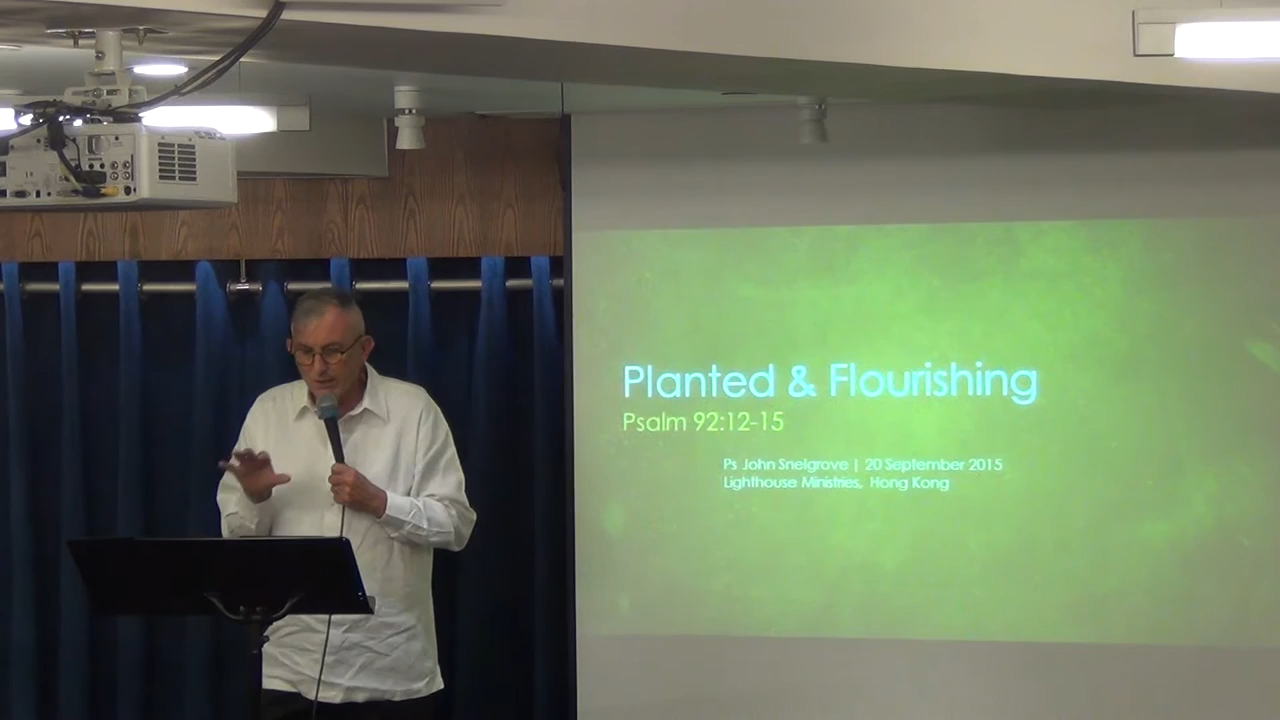 Planted & Flourishing
Psalm 92:12-15
Ps John Snelgrove | 20 September 2015
Lighthouse Ministries, Hong Kong